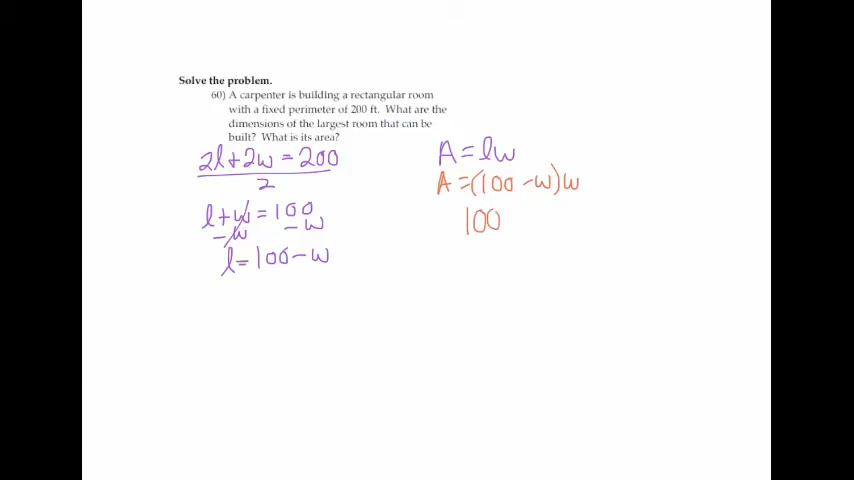 Solve the problem.
60) A carpenter is building a rectangular room
with a fixed perimeter of 200 ft. What are the
dimensions of the largest room that can be
built? What is its area?
2l+2w=200
2
l+w=100
-w -w
l=100-w
A=lw
A=(100-w)w
100